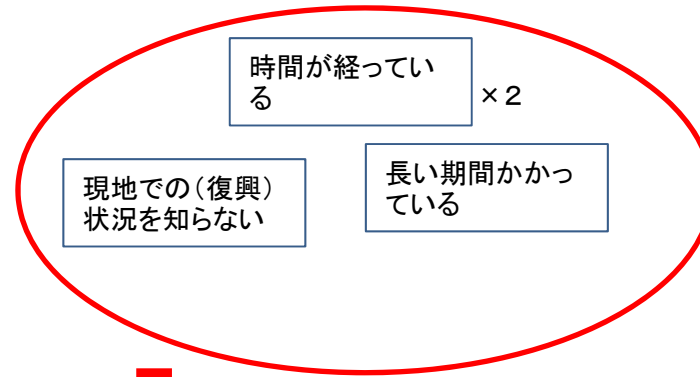 時間が経ってい
る
×２
現地での（復興）
状況を知らない
長い期間かかっ
ている